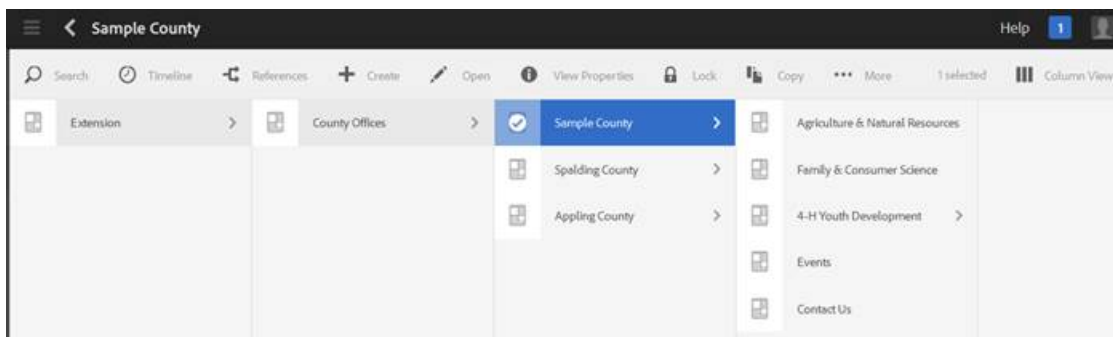 Sample County Help 1
Search Timeline References Create Open View Properties Lock Copy More 1 selected Column View
Extension County Offices Sample County Agriculture & Natural Resources
Spalding County Family & Consumer Science
Appling County 4-H Youth Development
Events
Contact Us